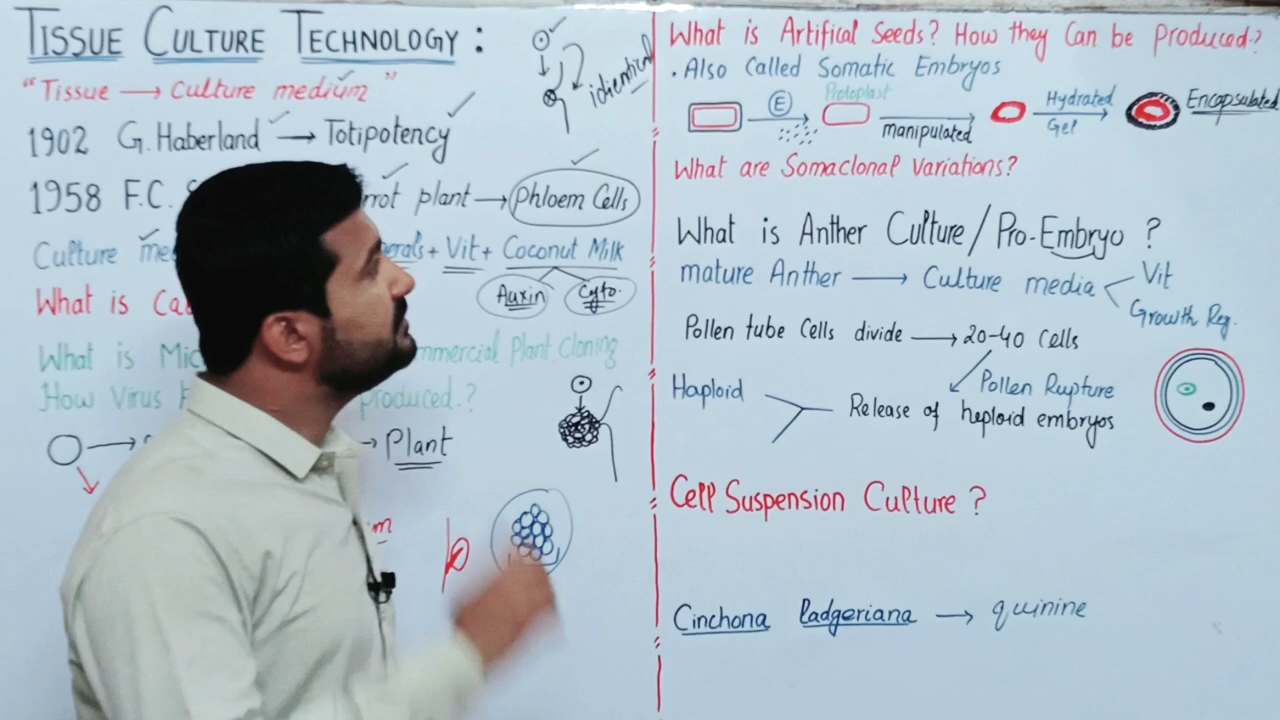 TISSUE CULTURE TECHNOLOGY :
identical
"Tissue → Culture medium"
1902 G. Haberland → Totipotency
1958 F.C. plant → Phloem Cells
Culture + Vit + Coconut Milk
Auxin Cyto.
What is
What is Plant Cloning
How Virus produced.?
→ → Plant
What is Artifical Seeds? How they Can be Produced.?
. Also Called Somatic Embryos
E → Protoplast manipulated → Hydrated Gel → Encapsulated
What are Somaclonal Variations?
What is Anther Culture / Pro-Embryo ?
mature Anther → Culture media < Vit
Growth Reg.
Pollen tube Cells divide → 20-40 Cells
Pollen Rupture
Haploid Release of heploid embryos
Cell Suspension Culture ?
Cinchona Ladgeriana → quinine